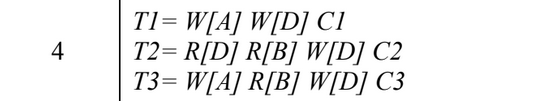 T1= W[A] W[D] C1
4 T2= R[D] R[B] W[D] C2
T3= W[A] R[B] W[D] C3